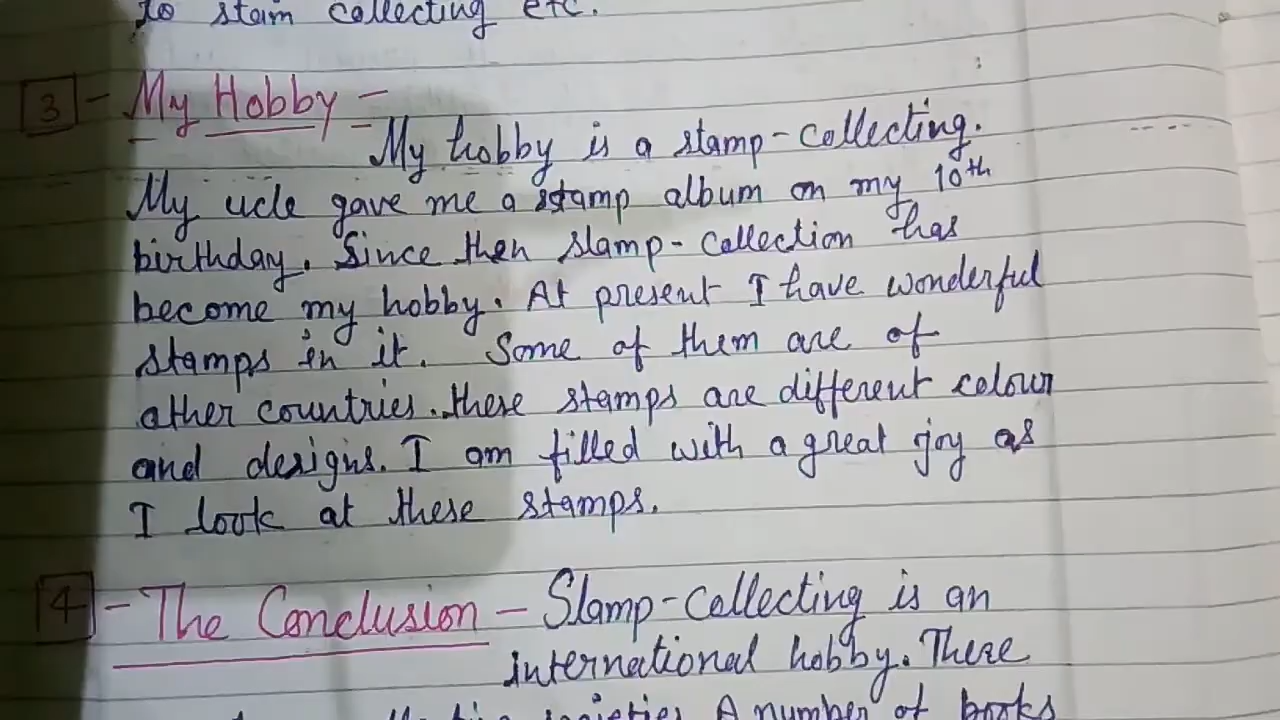 to stam collecting etc.
3 - My Hobby -
My hobby is a stamp-collecting.
My ucle gave me a stamp album on my 10th
birthday. Since then stamp-collection has
become my hobby. At present I have wonderful
stamps in it. Some of them are of
other countries. these stamps are different colour
and designs. I am filled with a great joy as
I look at these stamps.
4 - The Conclusion - Stamp-collecting is an
international hobby. There
societies A number of books